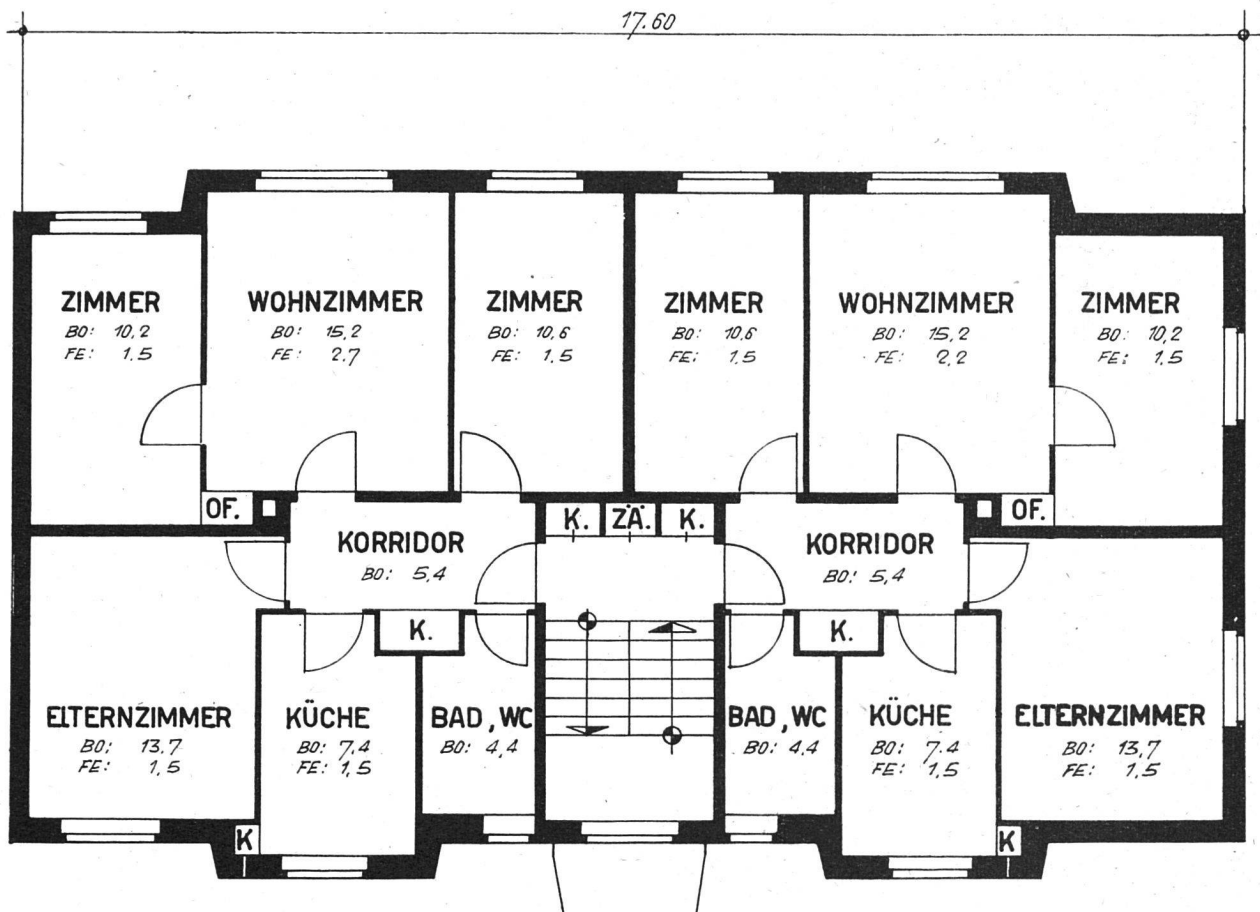 17.60
ZIMMER
BO: 10,2
FE: 1.5
WOHNZIMMER
BO: 15,2
FE: 2.7
ZIMMER
BO: 10,6
FE: 1.5
ZIMMER
BO: 10,6
FE: 1.5
WOHNZIMMER
BO: 15,2
FE: 2,2
ZIMMER
BO: 10,2
FE: 1.5
OF.
K.
ZÄ.
K.
OF.
KORRIDOR
BO: 5,4
KORRIDOR
BO: 5,4
K.
K.
ELTERNZIMMER
BO: 13.7
FE: 1,5
KÜCHE
BO: 7,4
FE: 1,5
BAD, WC
BO: 4,4
BAD, WC
BO: 4,4
KÜCHE
BO: 7.4
FE: 1,5
ELTERNZIMMER
BO: 13,7
FE: 1.5
K
K